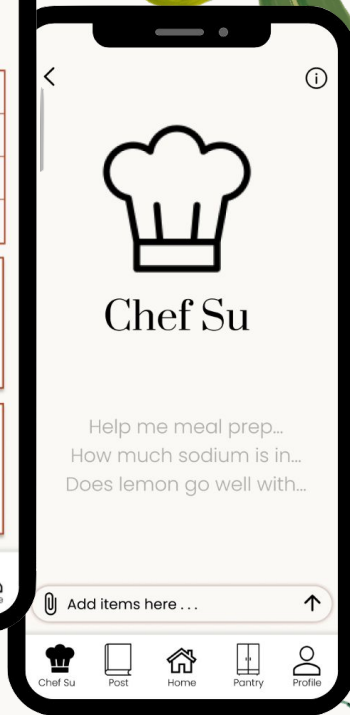 Chef Su
Help me meal prep...
How much sodium is in...
Does lemon go well with...
Add items here . . .
Chef Su
Post
Home
Pantry
Profile